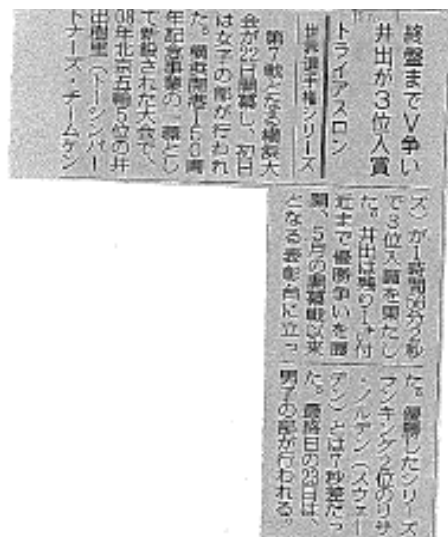 終盤までV争い
井出が3位入賞
トライアスロン
世界選手権シリーズ
第7戦となる横浜大
会が22日開幕し、初日
は女子の部が行われ
た。横浜開港150周
年記念事業の一環とし
て新設された大会で、
08年北京五輪5位の井
出樹里(トーシンパー
トナーズ・チームケン
ズ)が1時間56分2秒
で3位入賞を果たし
た。井出は残り1㌔付
近まで優勝争いを展
開、5月の開幕戦以来
となる表彰台に立っ
た。優勝したシリーズ
ランキング2位のリサ
・ノルデン(スウェー
デン)とは7秒差だっ
た。最終日の23日は、
男子の部が行われる。